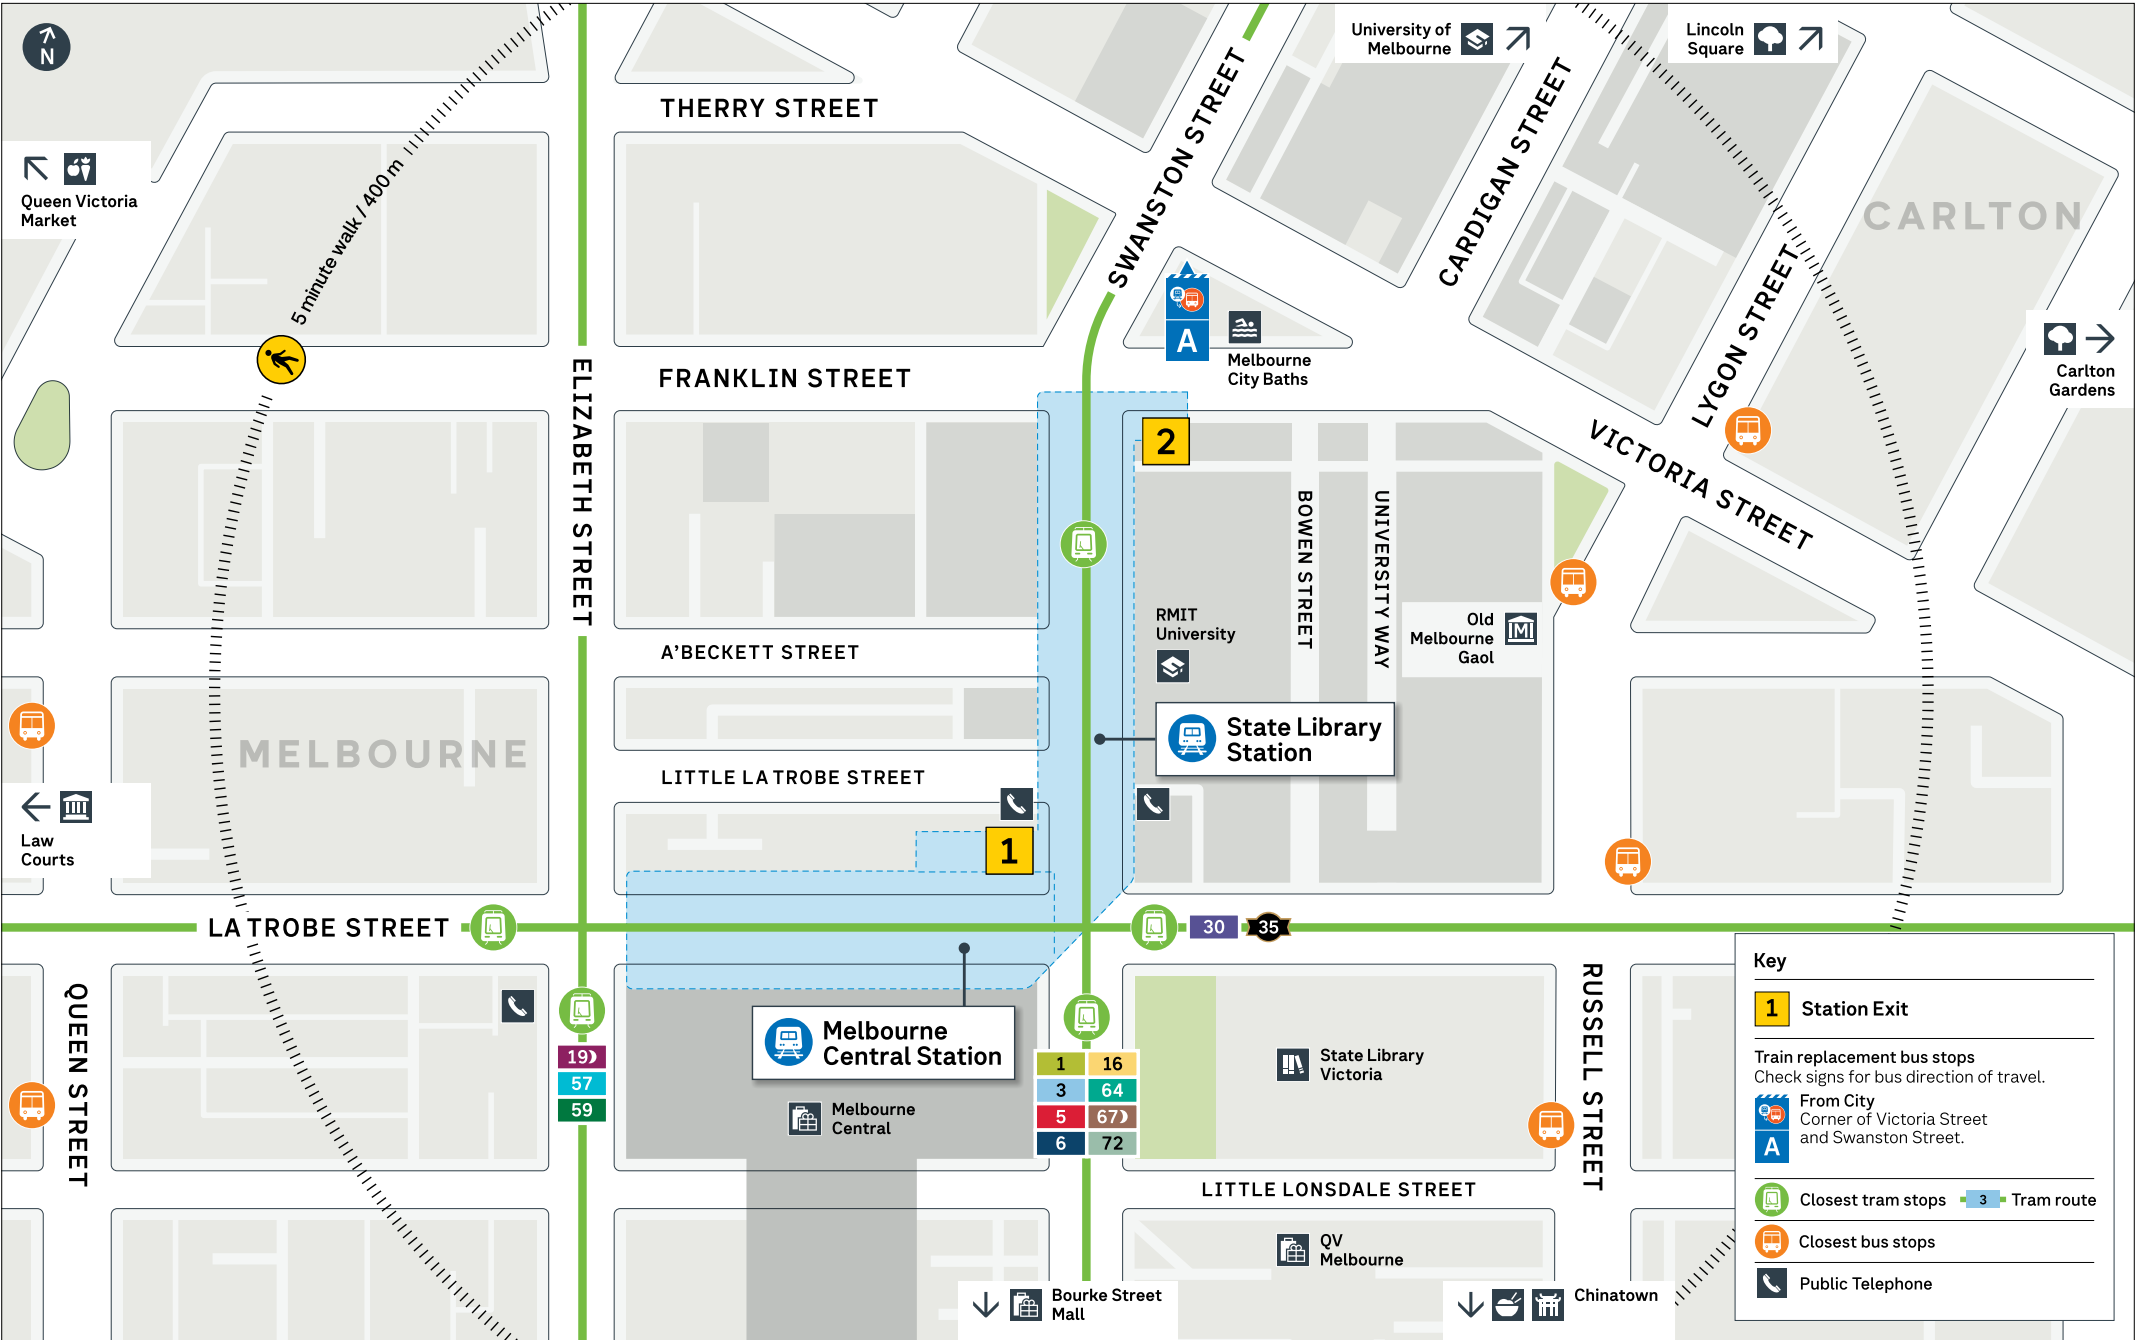 N
University of
Melbourne
Lincoln
Square
THERRY STREET
SWANSTON STREET
CARDIGAN STREET
Queen Victoria
Market
5 minute walk / 400 m
CARLTON
LYGON STREET
A
Melbourne
City Baths
Carlton
Gardens
ELIZABETH STREET
FRANKLIN STREET
2
VICTORIA STREET
BOWEN STREET
UNIVERSITY WAY
RMIT
University
Old
Melbourne
Gaol
A'BECKETT STREET
State Library
Station
MELBOURNE
LITTLE LA TROBE STREET
Law
Courts
1
LA TROBE STREET
30
35
QUEEN STREET
RUSSELL STREET
Melbourne
Central Station
19
57
59
1
16
3
64
5
67
6
72
State Library
Victoria
Melbourne
Central
LITTLE LONSDALE STREET
QV
Melbourne
Bourke Street
Mall
Chinatown
Key
1 Station Exit
Train replacement bus stops
Check signs for bus direction of travel.
From City
Corner of Victoria Street
and Swanston Street.
A
Closest tram stops 3 Tram route
Closest bus stops
Public Telephone